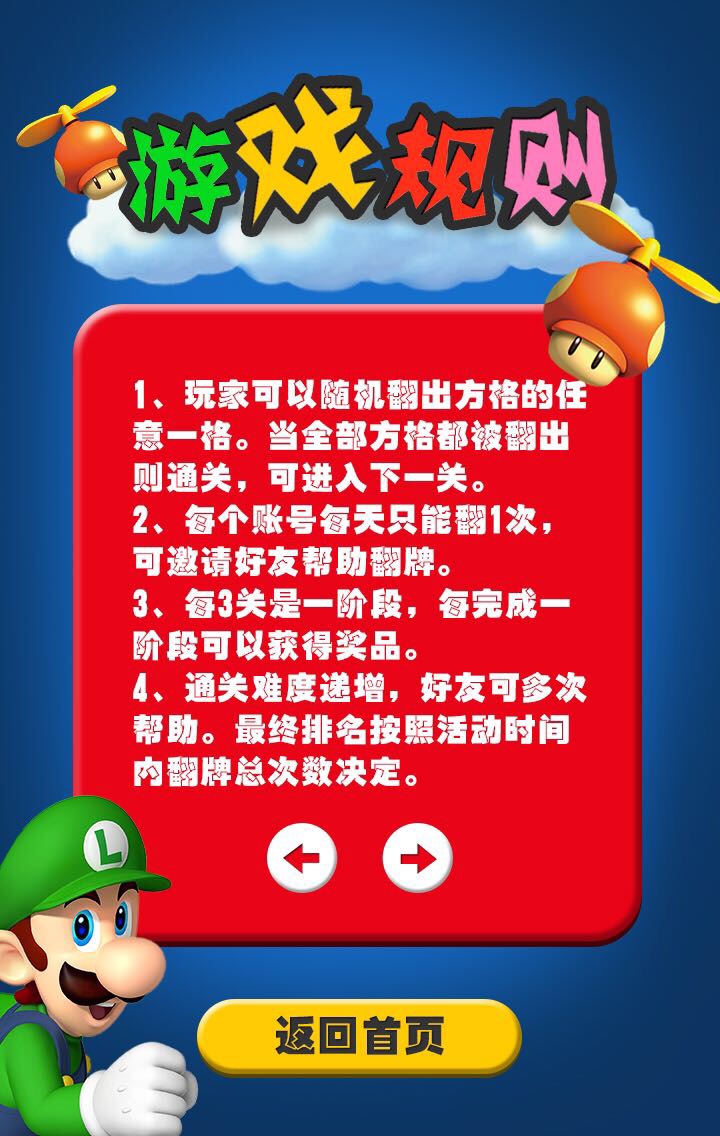 游戏规则
1、玩家可以随机翻出方格的任
意一格。当全部方格都被翻出
则通关，可进入下一关。
2、每个账号每天只能翻1次，
可邀请好友帮助翻牌。
3、每3关是一阶段，每完成一
阶段可以获得奖品。
4、通关难度递增，好友可多次
帮助。最终排名按照活动时间
内翻牌总次数决定。
L
返回首页